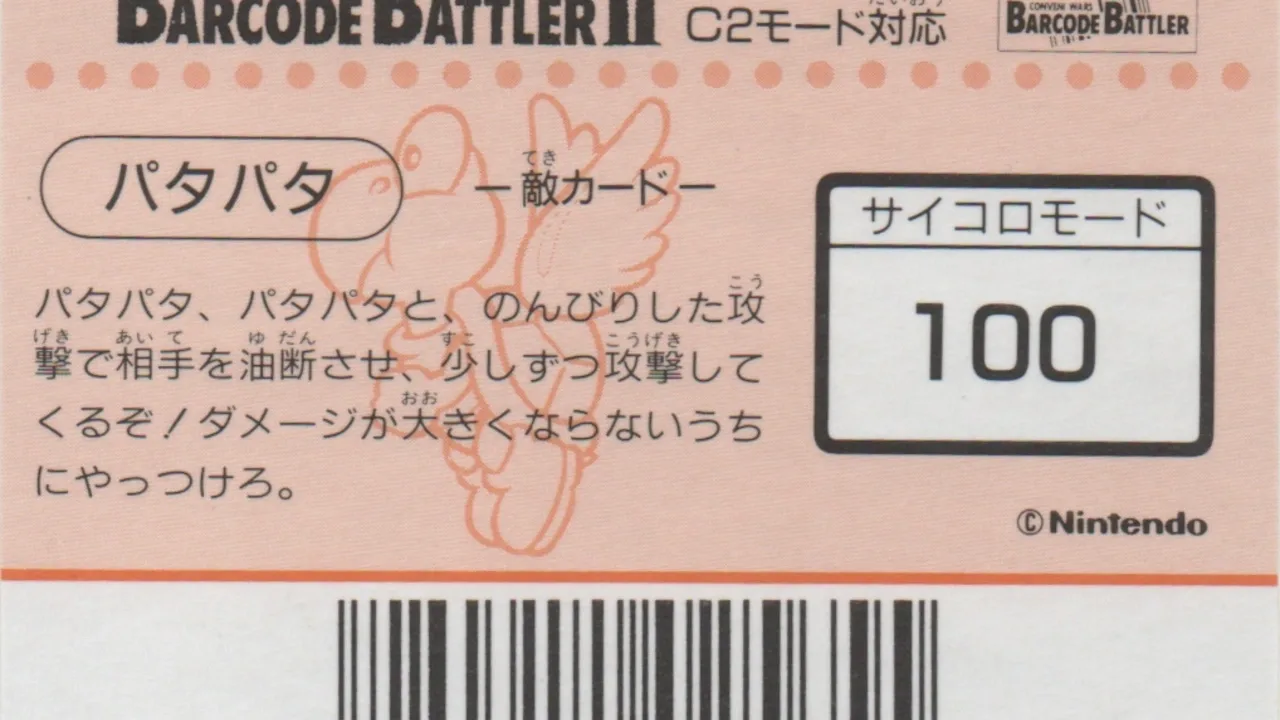 BARCODE BATTLER II C2モード対応 CONVENI WARS BARCODE BATTLER
パタパタ
ー敵カードー
サイコロモード
100
パタパタ、パタパタと、のんびりした攻
撃で相手を油断させ、少しずつ攻撃して
くるぞ！ダメージが大きくならないうち
にやっつけろ。
©Nintendo